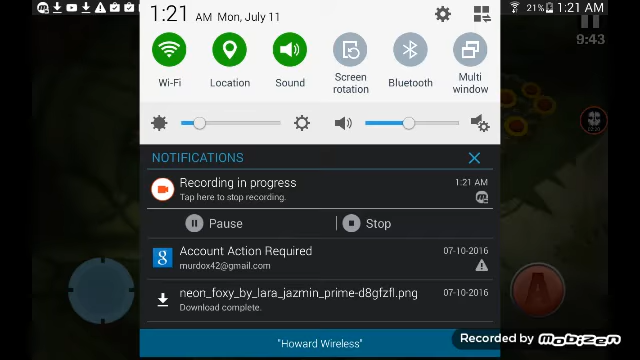 1:21 AM Mon, July 11
21% 1:21 AM
9:43
Wi-Fi
Location
Sound
Screen rotation
Bluetooth
Multi window
NOTIFICATIONS
Recording in progress
1:21 AM
Tap here to stop recording.
Pause
Stop
Account Action Required
07-10-2016
murdox42@gmail.com
neon_foxy_by_lara_jazmin_prime-d8gfzfl.png
07-10-2016
Download complete.
"Howard Wireless"
Recorded by Mobizen
A